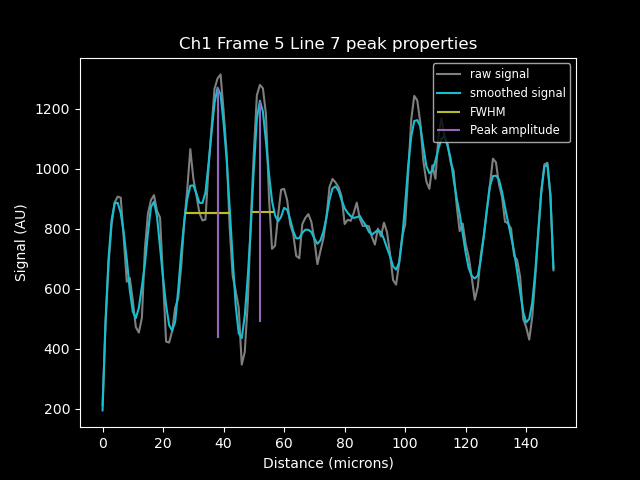 Ch1 Frame 5 Line 7 peak properties
raw signal
smoothed signal
FWHM
Peak amplitude
Signal (AU)
1200
1000
800
600
400
200
0 20 40 60 80 100 120 140
Distance (microns)